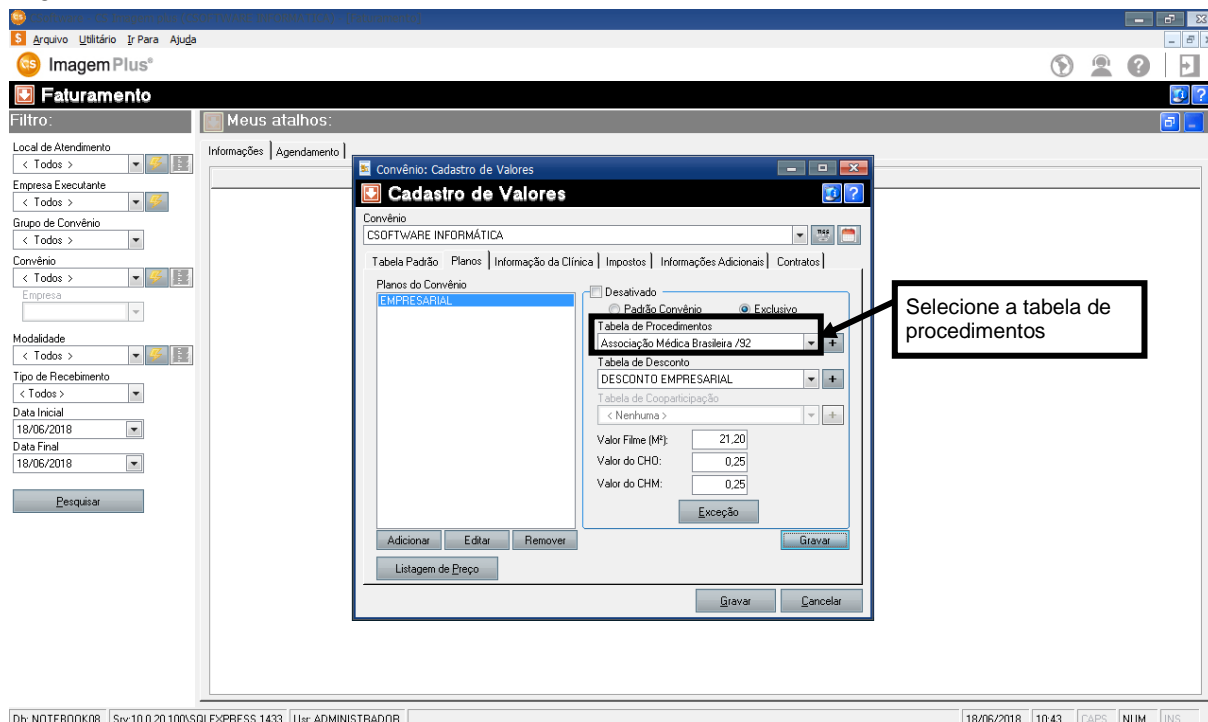 Arquivo Utilitário Ir Para Ajuda
Imagem Plus®
Faturamento
Filtro:
Meus atalhos:
Local de Atendimento
< Todos >
Empresa Executante
< Todos >
Grupo de Convênio
< Todos >
Convênio
< Todos >
Empresa
Modalidade
< Todos >
Tipo de Recebimento
< Todos >
Data Inicial
18/06/2018
Data Final
18/06/2018
Pesquisar
Informações Agendamento
Convênio: Cadastro de Valores
Cadastro de Valores
Convênio
CSOFTWARE INFORMÁTICA
Tabela Padrão Planos Informação da Clínica Impostos Informações Adicionais Contratos
Planos do Convênio
EMPRESARIAL
Desativado
Padrão Convênio Exclusivo
Tabela de Procedimentos
Associação Médica Brasileira /92
Tabela de Desconto
DESCONTO EMPRESARIAL
Tabela de Cooparticipação
< Nenhuma >
Valor Filme (M²): 21,20
Valor do CHO: 0,25
Valor do CHM: 0,25
Exceção
Adicionar Editar Remover Gravar
Listagem de Preço
Gravar Cancelar
Selecione a tabela de
procedimentos
Db: NOTEBOOK08 Srv:10.0.20.100\SQLEXPRESS,1433 Usr: ADMINISTRADOR 18/06/2018 10:43 CAPS NUM INS